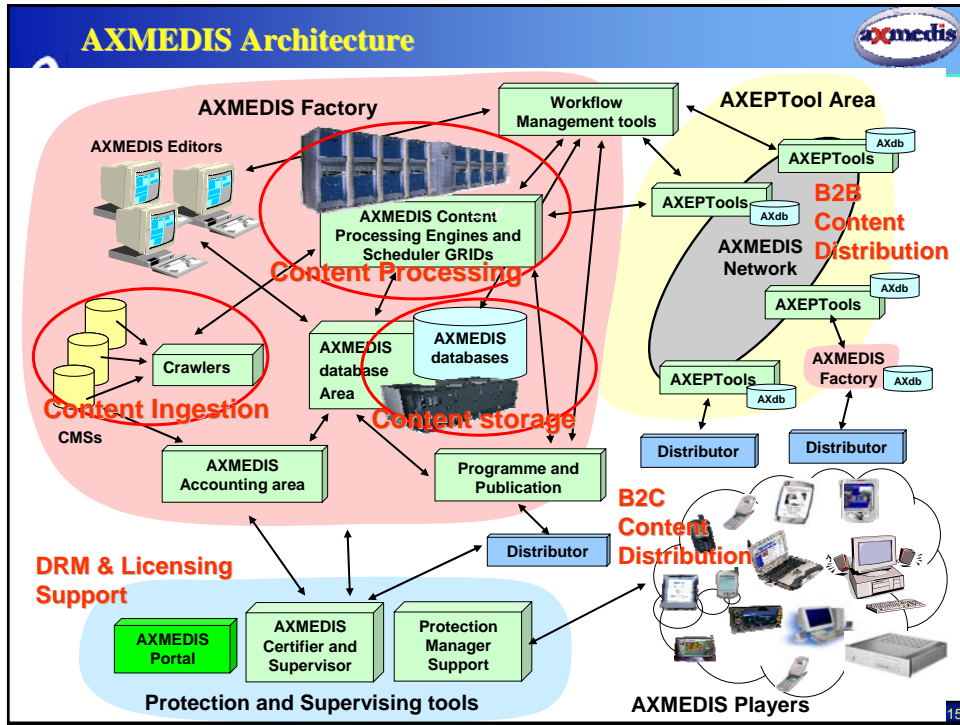 AXMEDIS Architecture
axmedis
AXMEDIS Factory
Workflow
Management tools
AXEPTool Area
AXMEDIS Editors
AXEPTools
AXdb
AXEPTools
AXdb
B2B
Content
Distribution
AXMEDIS Content
Processing Engines and
Scheduler GRIDs
Content Processing
AXMEDIS
Network
AXEPTools
AXdb
Crawlers
Content Ingestion
CMSs
AXMEDIS
database
Area
AXMEDIS
databases
Content storage
AXEPTools
AXdb
AXMEDIS
Factory
AXdb
Distributor
Distributor
AXMEDIS
Accounting area
Programme and
Publication
B2C
Content
Distribution
Distributor
DRM & Licensing
Support
AXMEDIS
Portal
AXMEDIS
Certifier and
Supervisor
Protection
Manager
Support
Protection and Supervising tools
AXMEDIS Players
15